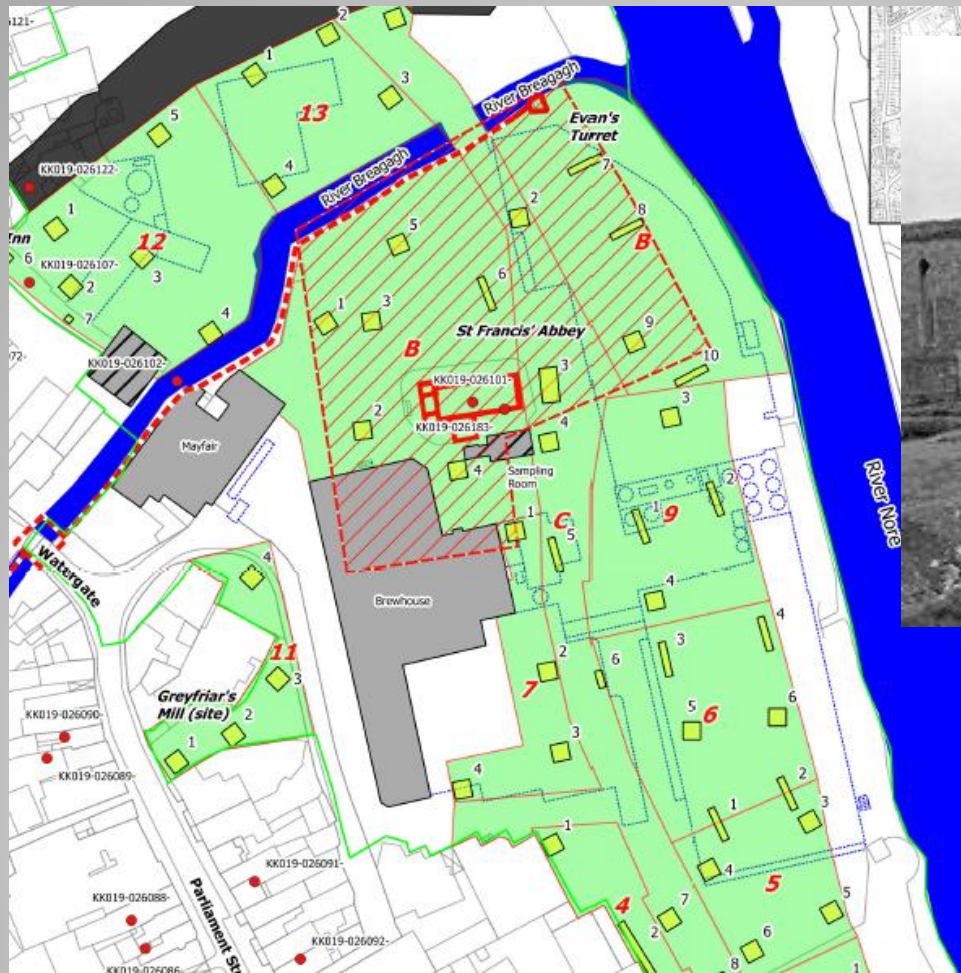 6121-
2
1
3
13
5
KK019-026122-
4
River Breagagh
River Breagagh
Evan's
Turret
7
1
Inn
12
6
KK019-026107-
3
2
7
4
2
8
B
5
6
1
3
St Francis' Abbey
9
B
10
072-
KK019-026102-
3
KK019-026101-
KK019-026183-
2
4
4
Mayfair
Sampling
Room
2
1
9
1
C
5
River Nore
Watergate
4
Brewhouse
4
3
4
11
3
2
6
7
Greyfriar's
Mill (site)
2
1
5
6
6
KK019-026090-
KK019-026089-
3
4
2
1
3
1
4
5
KK019-026091-
KK019-026088-
Parliament St
4
7
5
2
KK019-026092-
KK019-026086-
8
6
1